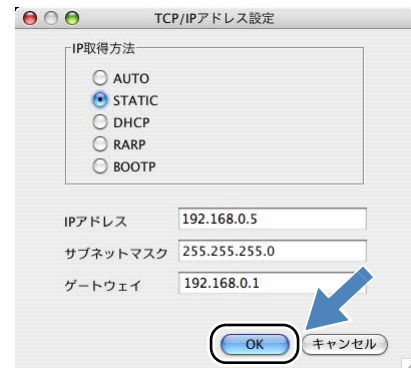 TCP/IPアドレス設定
IP取得方法
AUTO
STATIC
DHCP
RARP
BOOTP
IPアドレス 192.168.0.5
サブネットマスク 255.255.255.0
ゲートウェイ 192.168.0.1
OK キャンセル